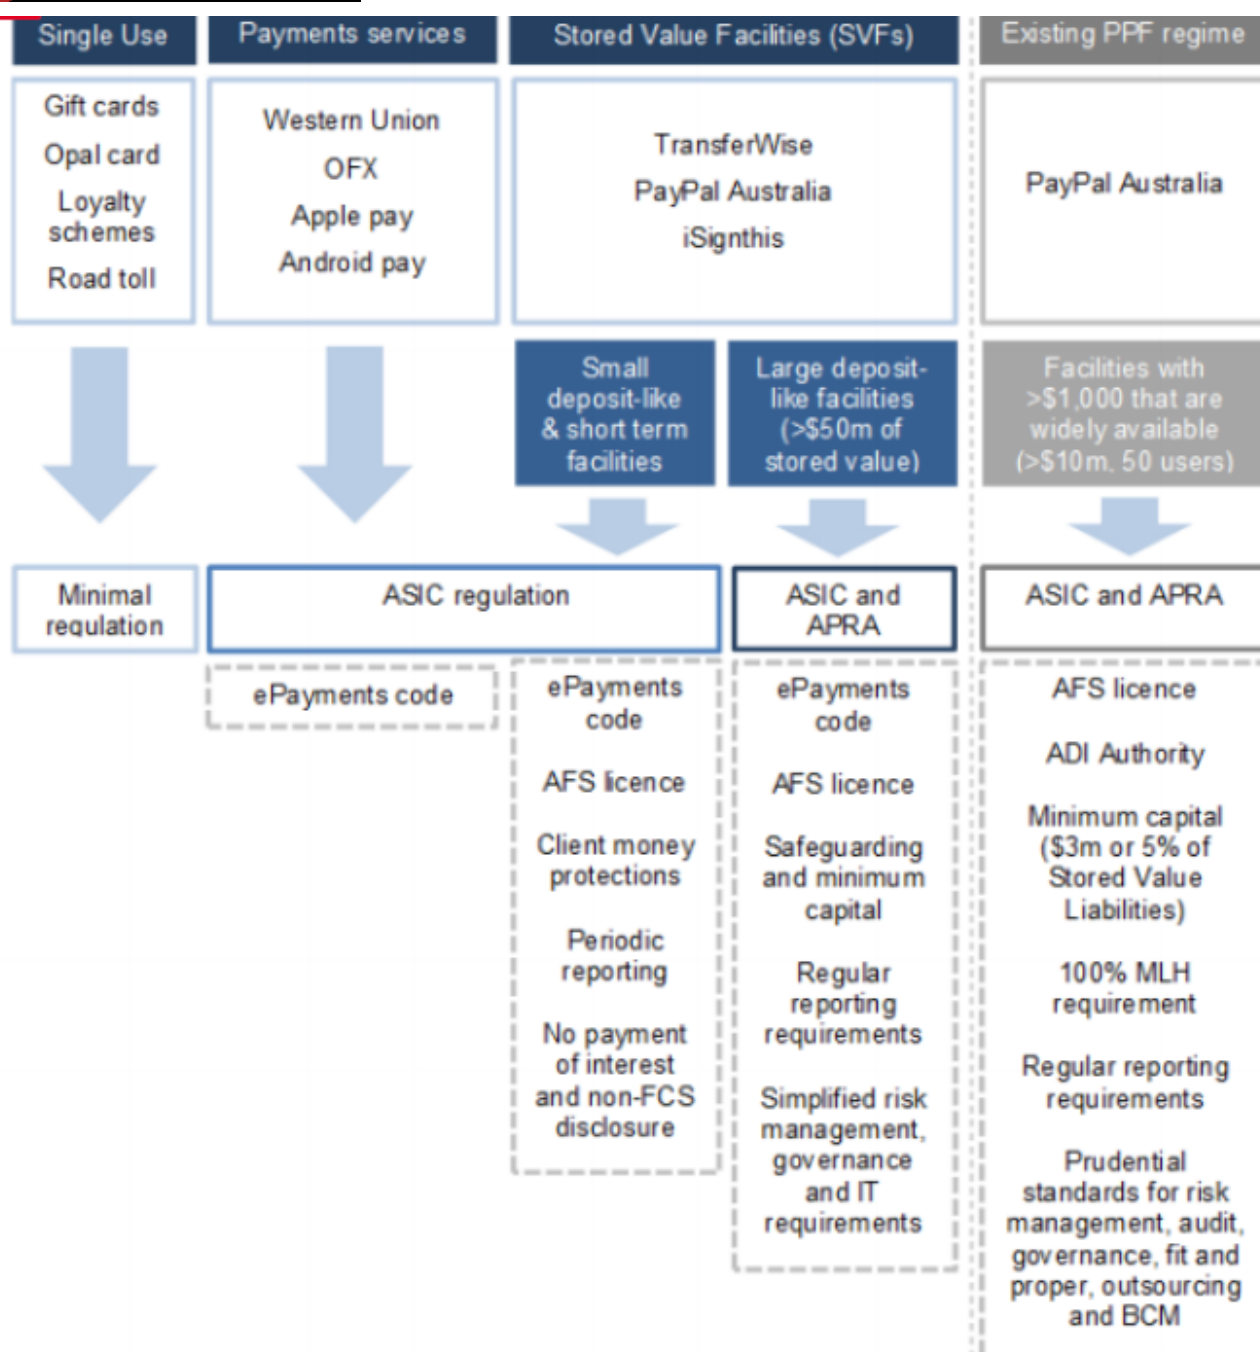 Single Use
Payments services
Stored Value Facilities (SVFs)
Existing PPF regime
Gift cards
Opal card
Loyalty
schemes
Road toll
Western Union
OFX
Apple pay
Android pay
TransferWise
PayPal Australia
iSignthis
PayPal Australia
Small
deposit-like
& short term
facilities
Large deposit-
like facilities
(>$50m of
stored value)
Facilities with
>$1,000 that are
widely available
(>$10m, 50 users)
Minimal
regulation
ASIC regulation
ASIC and
APRA
ASIC and APRA
ePayments code
ePayments
code
AFS licence
Client money
protections
Periodic
reporting
No payment
of interest
and non-FCS
disclosure
ePayments
code
AFS licence
Safeguarding
and minimum
capital
Regular
reporting
requirements
Simplified risk
management,
governance
and IT
requirements
AFS licence
ADI Authority
Minimum capital
($3m or 5% of
Stored Value
Liabilities)
100% MLH
requirement
Regular reporting
requirements
Prudential
standards for risk
management, audit,
governance, fit and
proper, outsourcing
and BCM